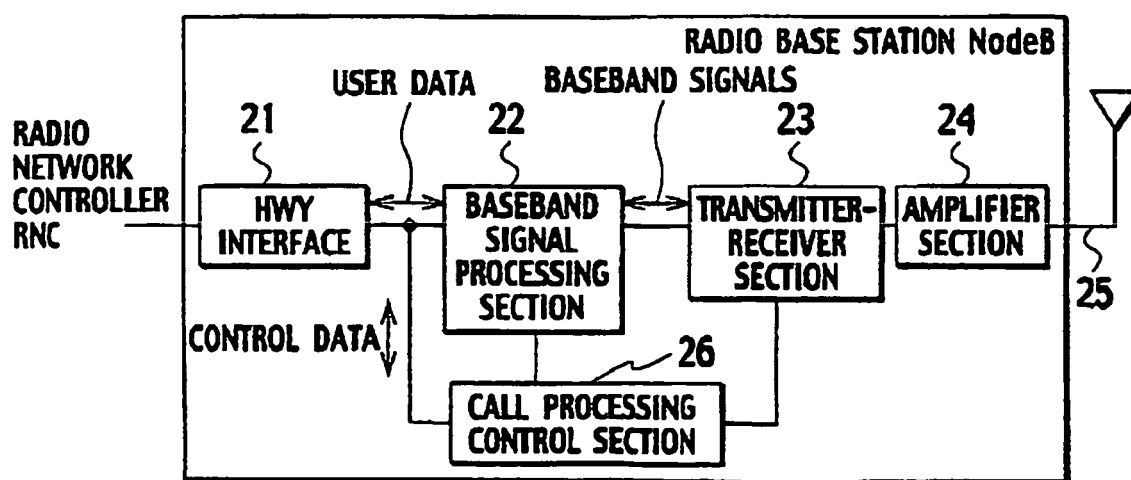 RADIO BASE STATION NodeB
USER DATA
BASEBAND SIGNALS
21
22
23
24
RADIO
NETWORK
CONTROLLER
RNC
HWY
INTERFACE
BASEBAND
SIGNAL
PROCESSING
SECTION
TRANSMITTER-
RECEIVER
SECTION
AMPLIFIER
SECTION
25
CONTROL DATA
26
CALL PROCESSING
CONTROL SECTION